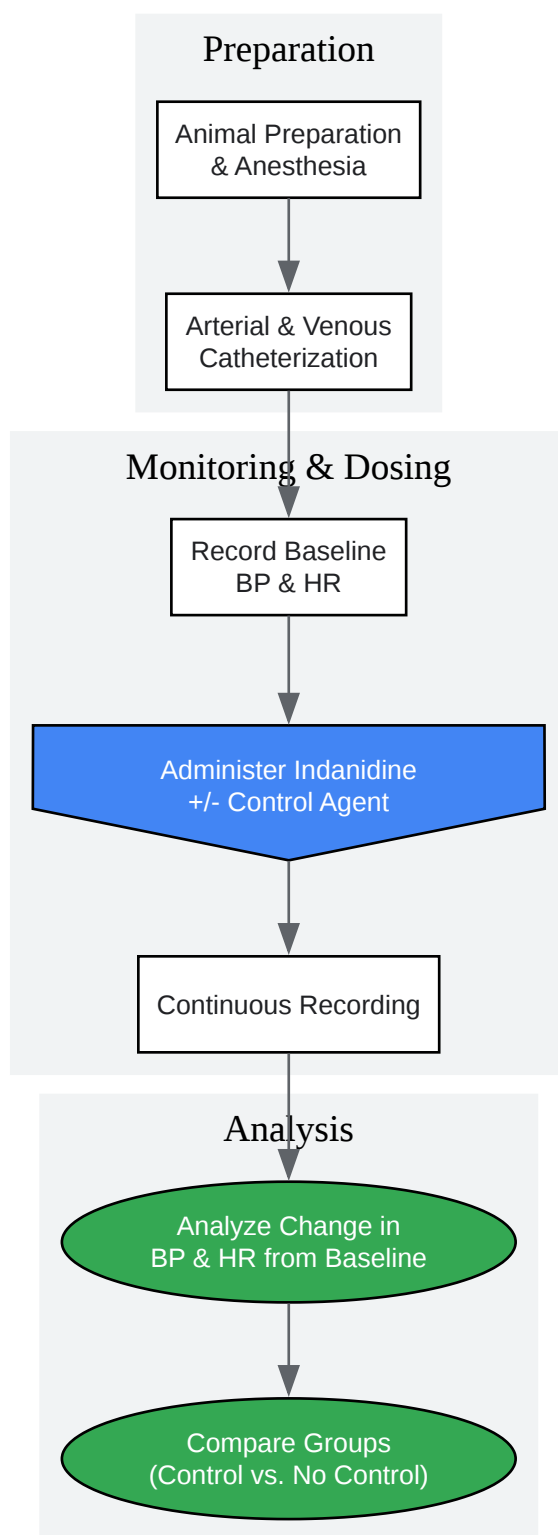 Preparation
Animal Preparation
& Anesthesia
Arterial & Venous
Catheterization
Monitoring & Dosing
Record Baseline
BP & HR
Administer Indanidine
+/- Control Agent
Continuous Recording
Analysis
Analyze Change in
BP & HR from Baseline
Compare Groups
(Control vs. No Control)